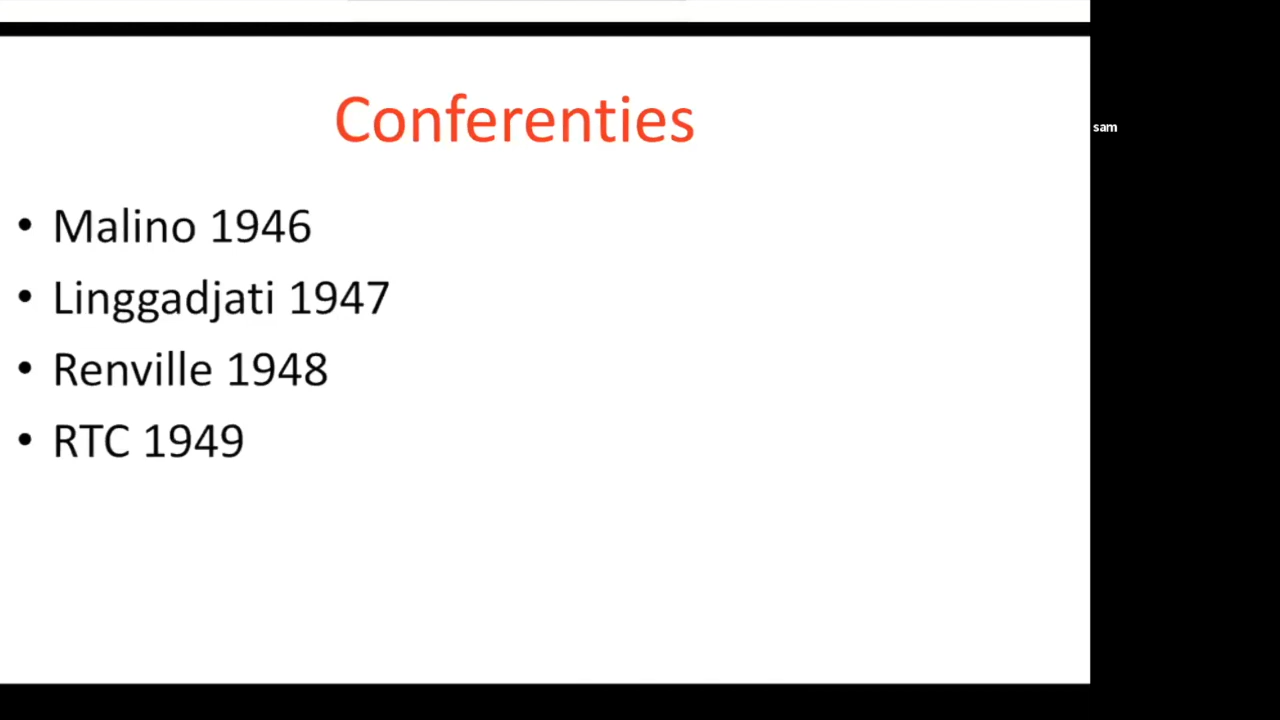 Conferenties
sam
• Malino 1946
• Linggadjati 1947
• Renville 1948
• RTC 1949